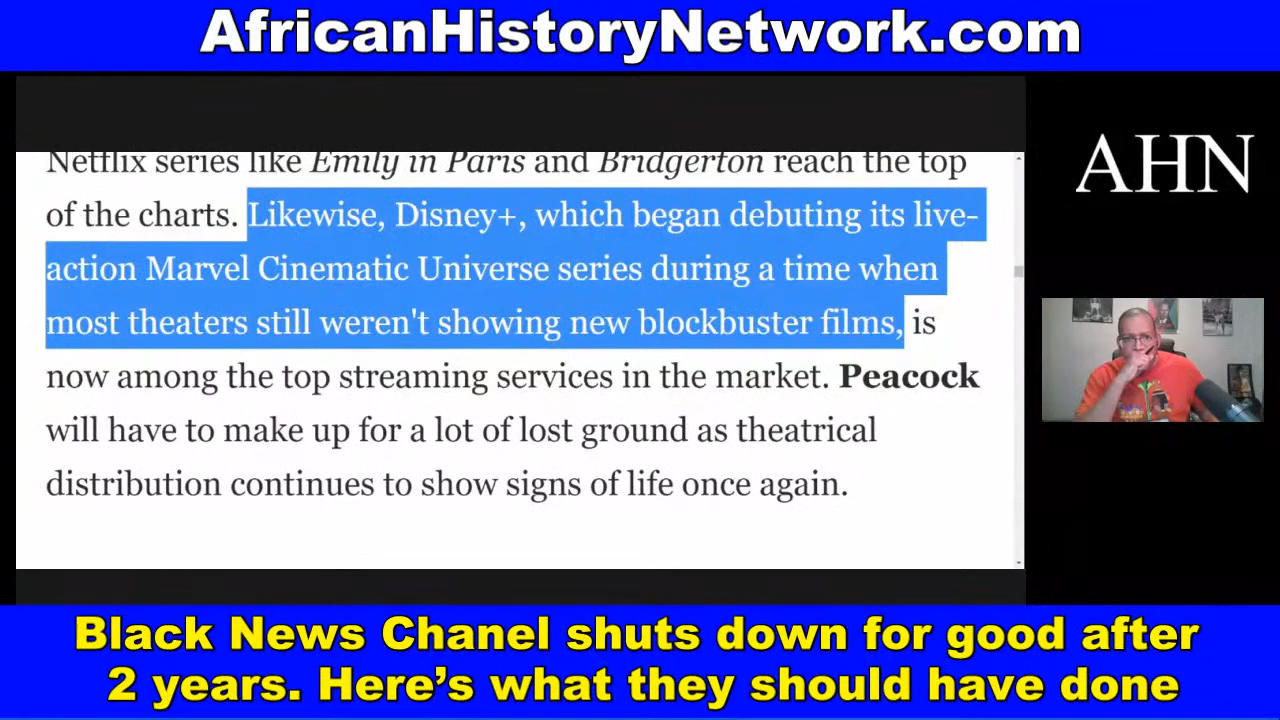 AfricanHistoryNetwork.com
Netflix series like Emily in Paris and Bridgerton reach the top
of the charts. Likewise, Disney+, which began debuting its live-
action Marvel Cinematic Universe series during a time when
most theaters still weren't showing new blockbuster films, is
now among the top streaming services in the market. Peacock
will have to make up for a lot of lost ground as theatrical
distribution continues to show signs of life once again.
AHN
Black News Chanel shuts down for good after
2 years. Here’s what they should have done